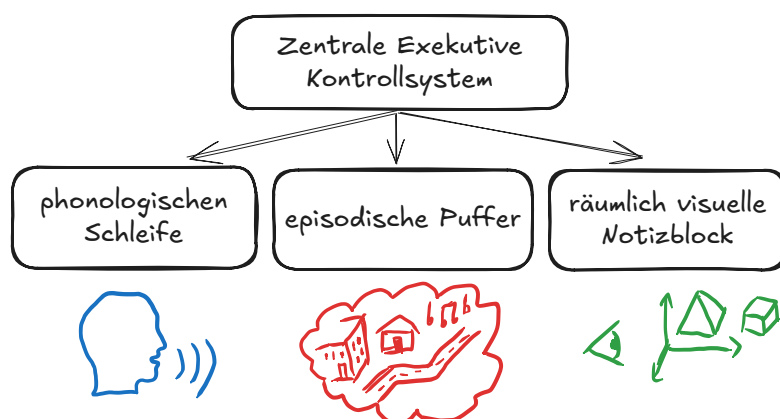 Zentrale Exekutive
Kontrollsystem
phonologischen
Schleife
episodische Puffer
räumlich visuelle
Notizblock